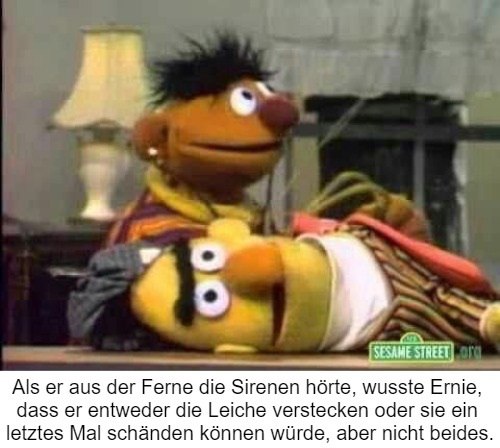 SESAME STREET.org
Als er aus der Ferne die Sirenen hörte, wusste Ernie,
dass er entweder die Leiche verstecken oder sie ein
letztes Mal schänden können würde, aber nicht beides.